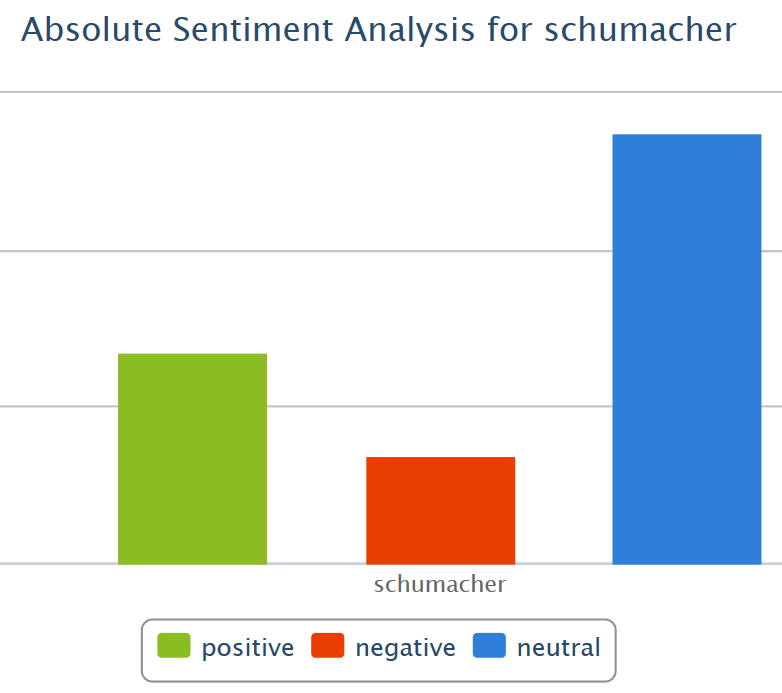 Absolute Sentiment Analysis for schumacher
schumacher
positive negative neutral